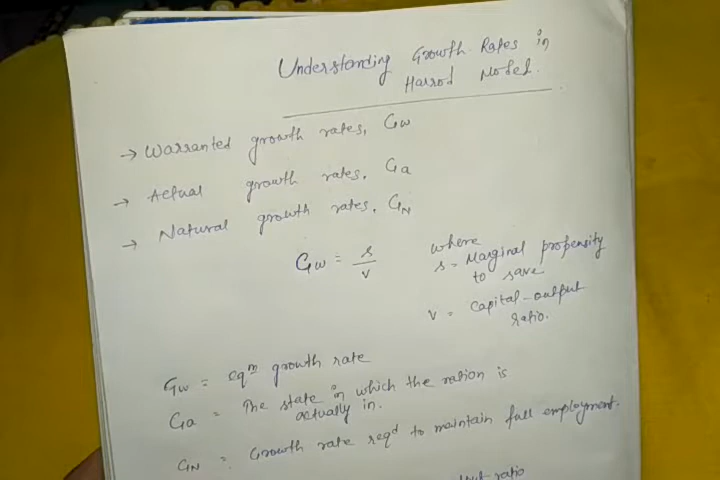 Understanding Growth Rates in
Harrod Model.
→ Warranted growth rates, Gw
→ Actual growth rates, Ga
→ Natural growth rates, GN
Gw = s/v where
s = Marginal propensity
to save
v = Capital-output
ratio.
Gw = eqm growth rate
Ga = The state in which the nation is
actually in.
GN = Growth rate reqd to maintain full employment.
ratio